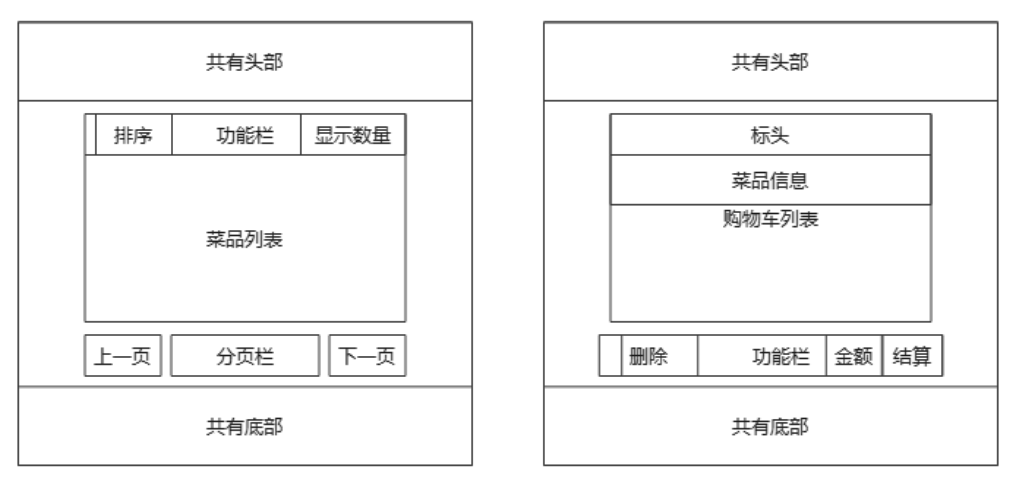 共有头部
排序
功能栏
显示数量
菜品列表
上一页
分页栏
下一页
共有底部
共有头部
标头
菜品信息
购物车列表
删除
功能栏
金额
结算
共有底部